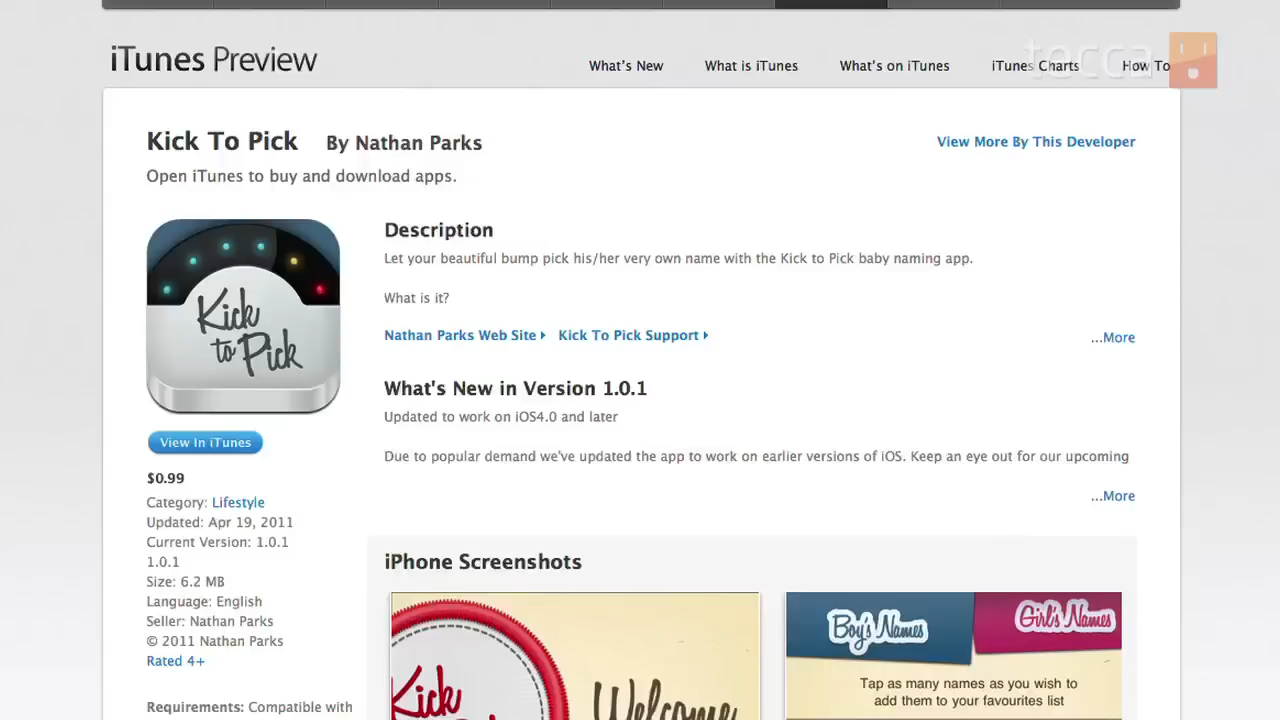 iTunes Preview
What's New
What is iTunes
What's on iTunes
iTunes Charts
How To
tecca
Kick To Pick
By Nathan Parks
View More By This Developer
Open iTunes to buy and download apps.
Kick
to Pick
View In iTunes
$0.99
Category: Lifestyle
Updated: Apr 19, 2011
Current Version: 1.0.1
1.0.1
Size: 6.2 MB
Language: English
Seller: Nathan Parks
© 2011 Nathan Parks
Rated 4+
Requirements: Compatible with
Description
Let your beautiful bump pick his/her very own name with the Kick to Pick baby naming app.
What is it?
Nathan Parks Web Site
Kick To Pick Support
...More
What's New in Version 1.0.1
Updated to work on iOS4.0 and later
Due to popular demand we've updated the app to work on earlier versions of iOS. Keep an eye out for our upcoming
...More
iPhone Screenshots
Kick
Welcome
Boy's Names
Girl's Names
Tap as many names as you wish to
add them to your favourites list